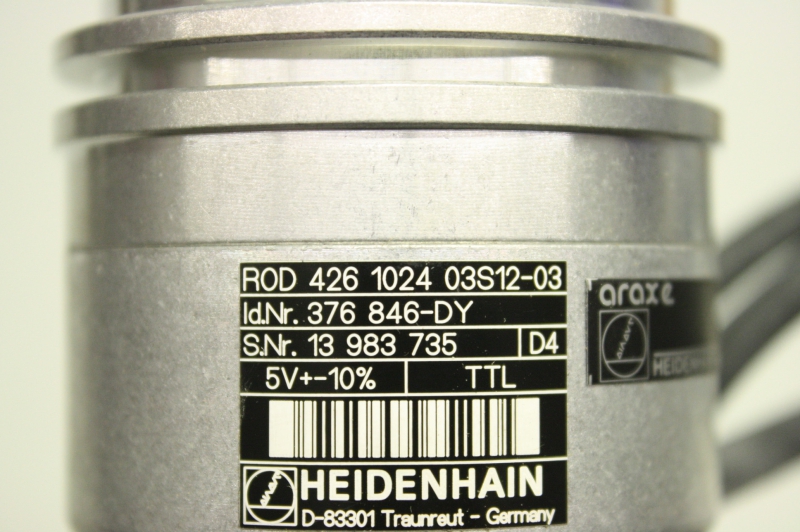 ROD 426 1024 03S12-03
Id.Nr. 376 846-DY
S.Nr. 13 983 735 D4
5V+-10% TTL
HEIDENHAIN
D-83301 Traunreut - Germany
araxe
HEIDENHAIN